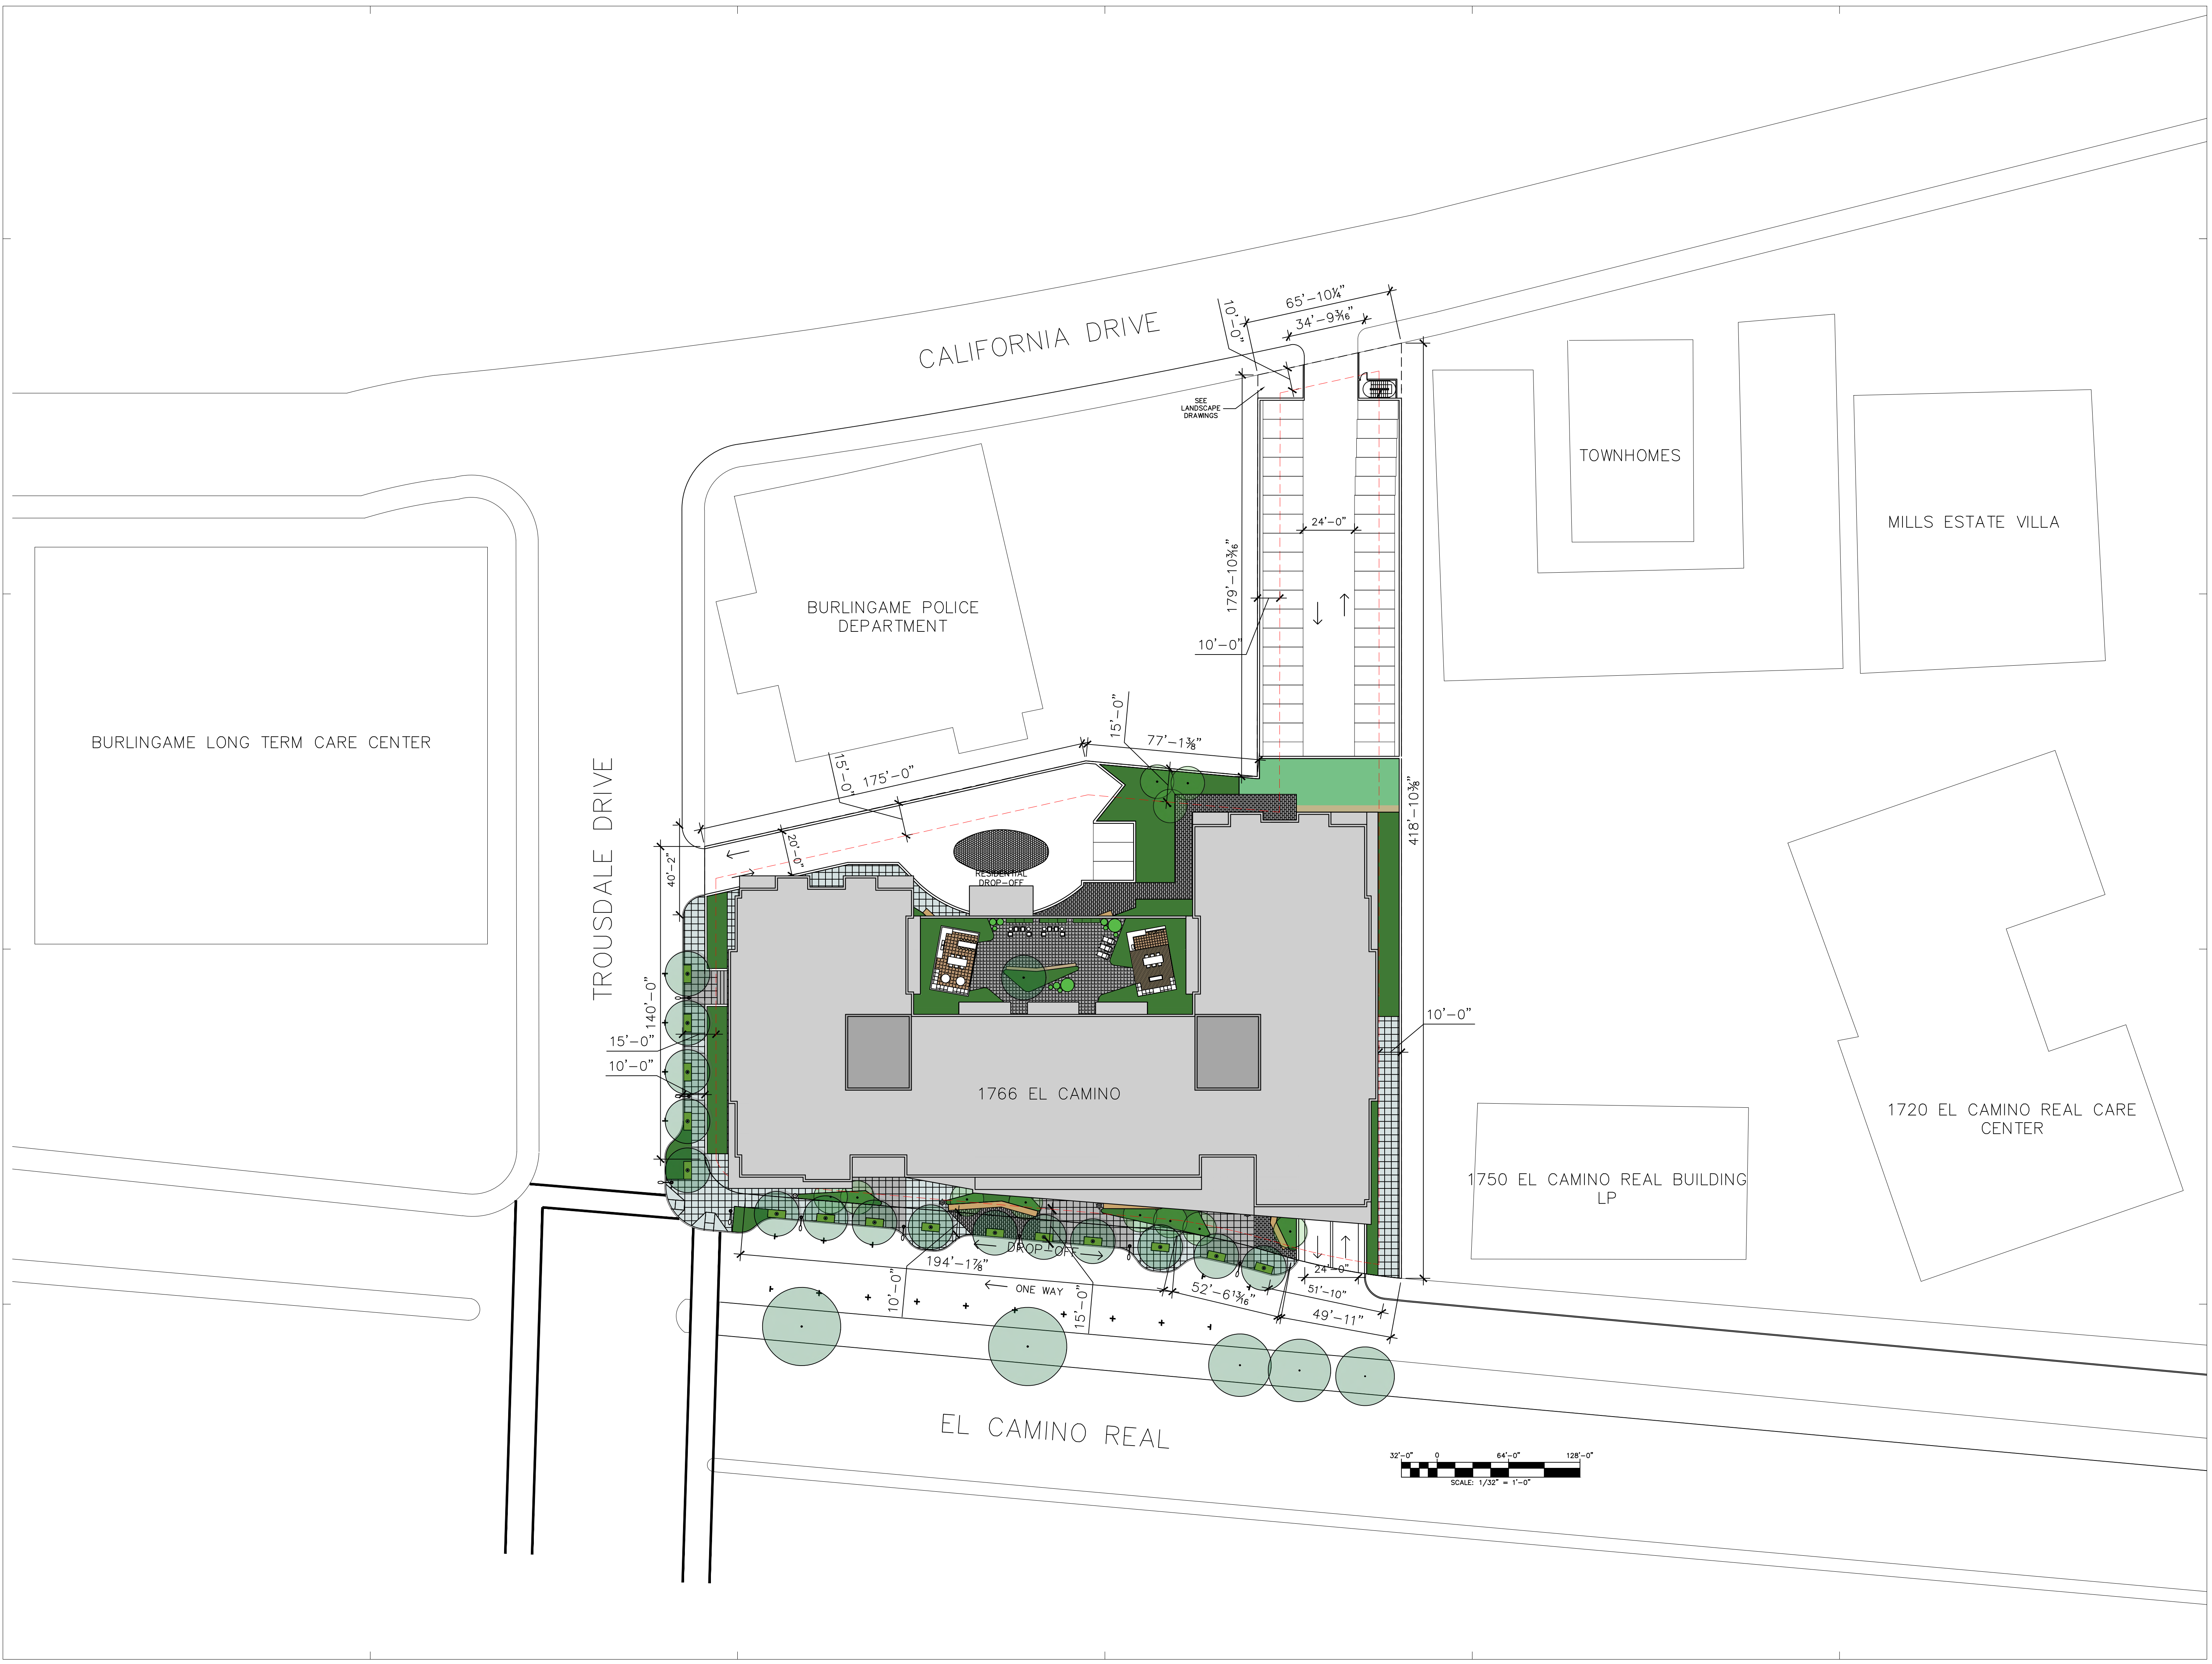 CALIFORNIA DRIVE
65'-10¼"
34'-9³⁄₁₆"
10'-0"
SEE
LANDSCAPE
DRAWINGS
TOWNHOMES
MILLS ESTATE VILLA
24'-0"
179'-10³⁄₁₆"
10'-0"
BURLINGAME POLICE
DEPARTMENT
BURLINGAME LONG TERM CARE CENTER
TROUSDALE DRIVE
15'-0"
77'-1⅜"
175'-0"
15'-0"
418'-10⅜"
20'-0"
40'-2"
RESIDENTIAL
DROP-OFF
140'-0"
15'-0"
10'-0"
10'-0"
1766 EL CAMINO
1720 EL CAMINO REAL CARE
CENTER
1750 EL CAMINO REAL BUILDING
LP
DROP-OFF
194'-1⅞"
24'-0"
10'-0"
ONE WAY
15'-0"
52'-6¹³⁄₁₆"
51'-10"
49'-11"
EL CAMINO REAL
32'-0" 0 64'-0" 128'-0"
SCALE: 1/32" = 1'-0"